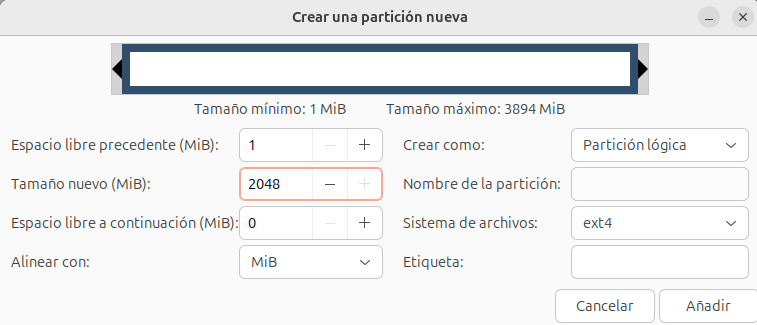 Crear una partición nueva
Tamaño mínimo: 1 MiB Tamaño máximo: 3894 MiB
Espacio libre precedente (MiB): 1 Crear como: Partición lógica
Tamaño nuevo (MiB): 2048 Nombre de la partición:
Espacio libre a continuación (MiB): 0 Sistema de archivos: ext4
Alinear con: MiB Etiqueta:
Cancelar Añadir